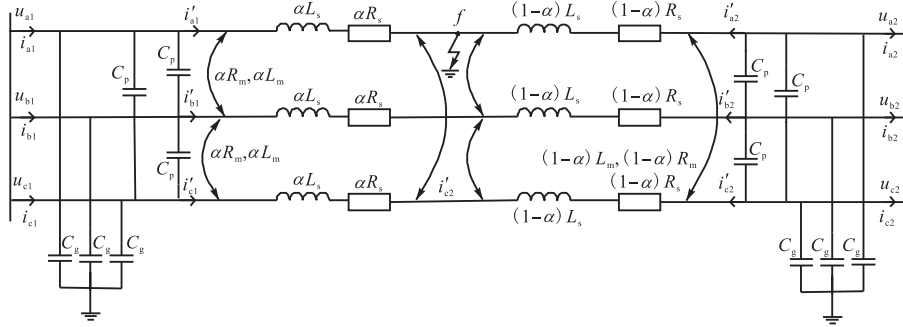 u_a1 i'_a1 αL_s αR_s f (1-α) L_s (1-α) R_s i'_a2 u_a2
i_a1 i_a2
C_p C_p αR_m, αL_m C_p C_p
u_b1 i'_b1 αL_s αR_s (1-α) L_s (1-α) R_s i'_b2 u_b2
i_b1 i_b2
C_p αR_m, αL_m (1-α) L_m, (1-α) R_m C_p
u_c1 i'_c1 αL_s αR_s i'_c2 (1-α) R_s i'_c2 u_c2
i_c1 (1-α) L_s i_c2
C_g C_g C_g C_g C_g C_g